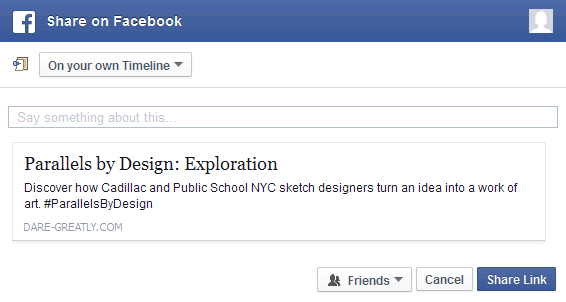 Share on Facebook
On your own Timeline
Say something about this...
Parallels by Design: Exploration
Discover how Cadillac and Public School NYC sketch designers turn an idea into a work of
art. #ParallelsByDesign
DARE-GREATLY.COM
Friends Cancel Share Link